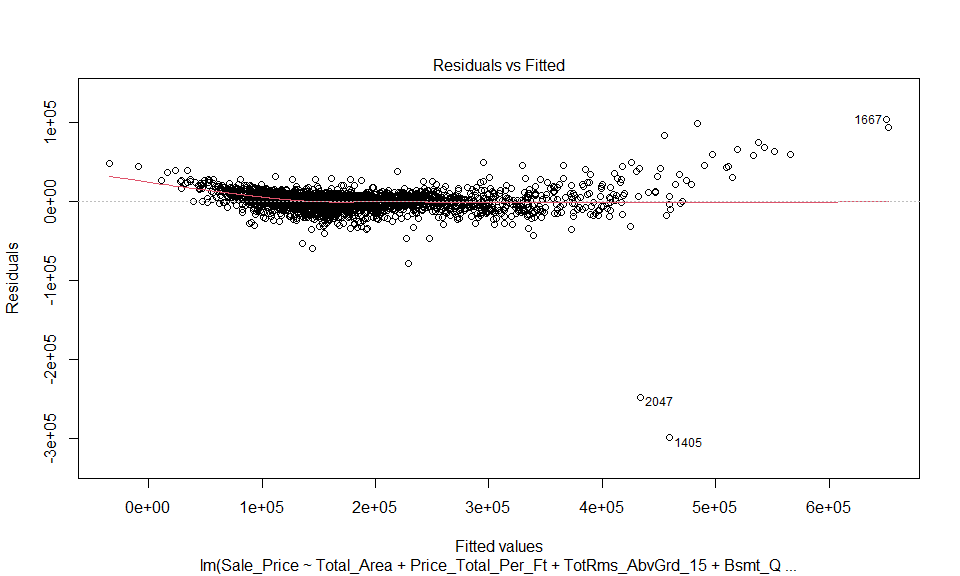 Residuals vs Fitted
1e+05
0e+00
-1e+05
-2e+05
-3e+05
Residuals
1667
2047
1405
0e+00 1e+05 2e+05 3e+05 4e+05 5e+05 6e+05
Fitted values
lm(Sale_Price ~ Total_Area + Price_Total_Per_Ft + TotRms_AbvGrd_15 + Bsmt_Q ...